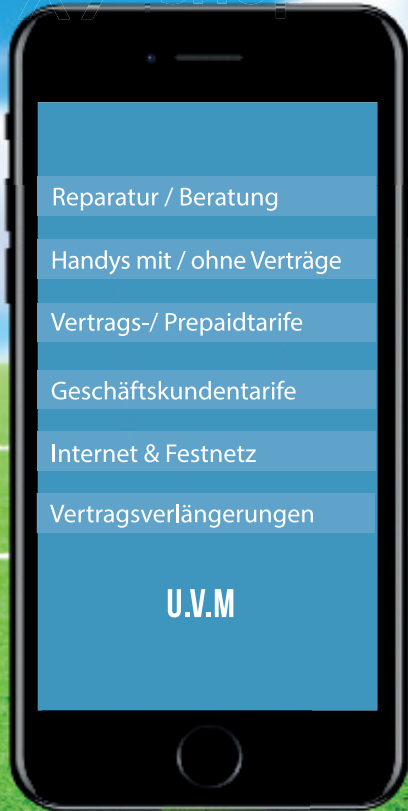 Reparatur / Beratung
Handys mit / ohne Verträge
Vertrags-/ Prepaidtarife
Geschäftskundentarife
Internet & Festnetz
Vertragsverlängerungen
U.V.M